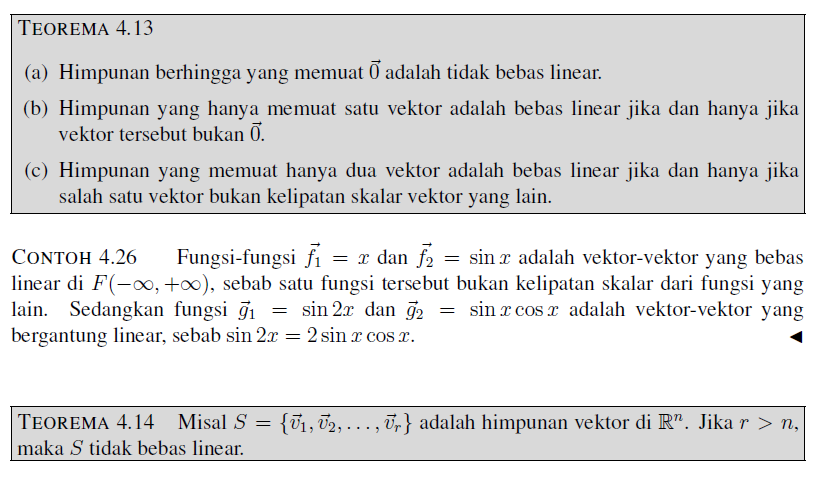 TEOREMA 4.13
(a) Himpunan berhingga yang memuat $\vec{0}$ adalah tidak bebas linear.
(b) Himpunan yang hanya memuat satu vektor adalah bebas linear jika dan hanya jika
vektor tersebut bukan $\vec{0}$.
(c) Himpunan yang memuat hanya dua vektor adalah bebas linear jika dan hanya jika
salah satu vektor bukan kelipatan skalar vektor yang lain.
CONTOH 4.26 Fungsi-fungsi $\vec{f_1} = x$ dan $\vec{f_2} = \sin x$ adalah vektor-vektor yang bebas
linear di $F(-\infty, +\infty)$, sebab satu fungsi tersebut bukan kelipatan skalar dari fungsi yang
lain. Sedangkan fungsi $\vec{g}_1 = \sin 2x$ dan $\vec{g}_2 = \sin x \cos x$ adalah vektor-vektor yang
bergantung linear, sebab $\sin 2x = 2 \sin x \cos x$. ◄
TEOREMA 4.14 Misal $S = \{\vec{v}_1, \vec{v}_2, \ldots, \vec{v}_r\}$ adalah himpunan vektor di $\mathbb{R}^n$. Jika $r > n$,
maka $S$ tidak bebas linear.